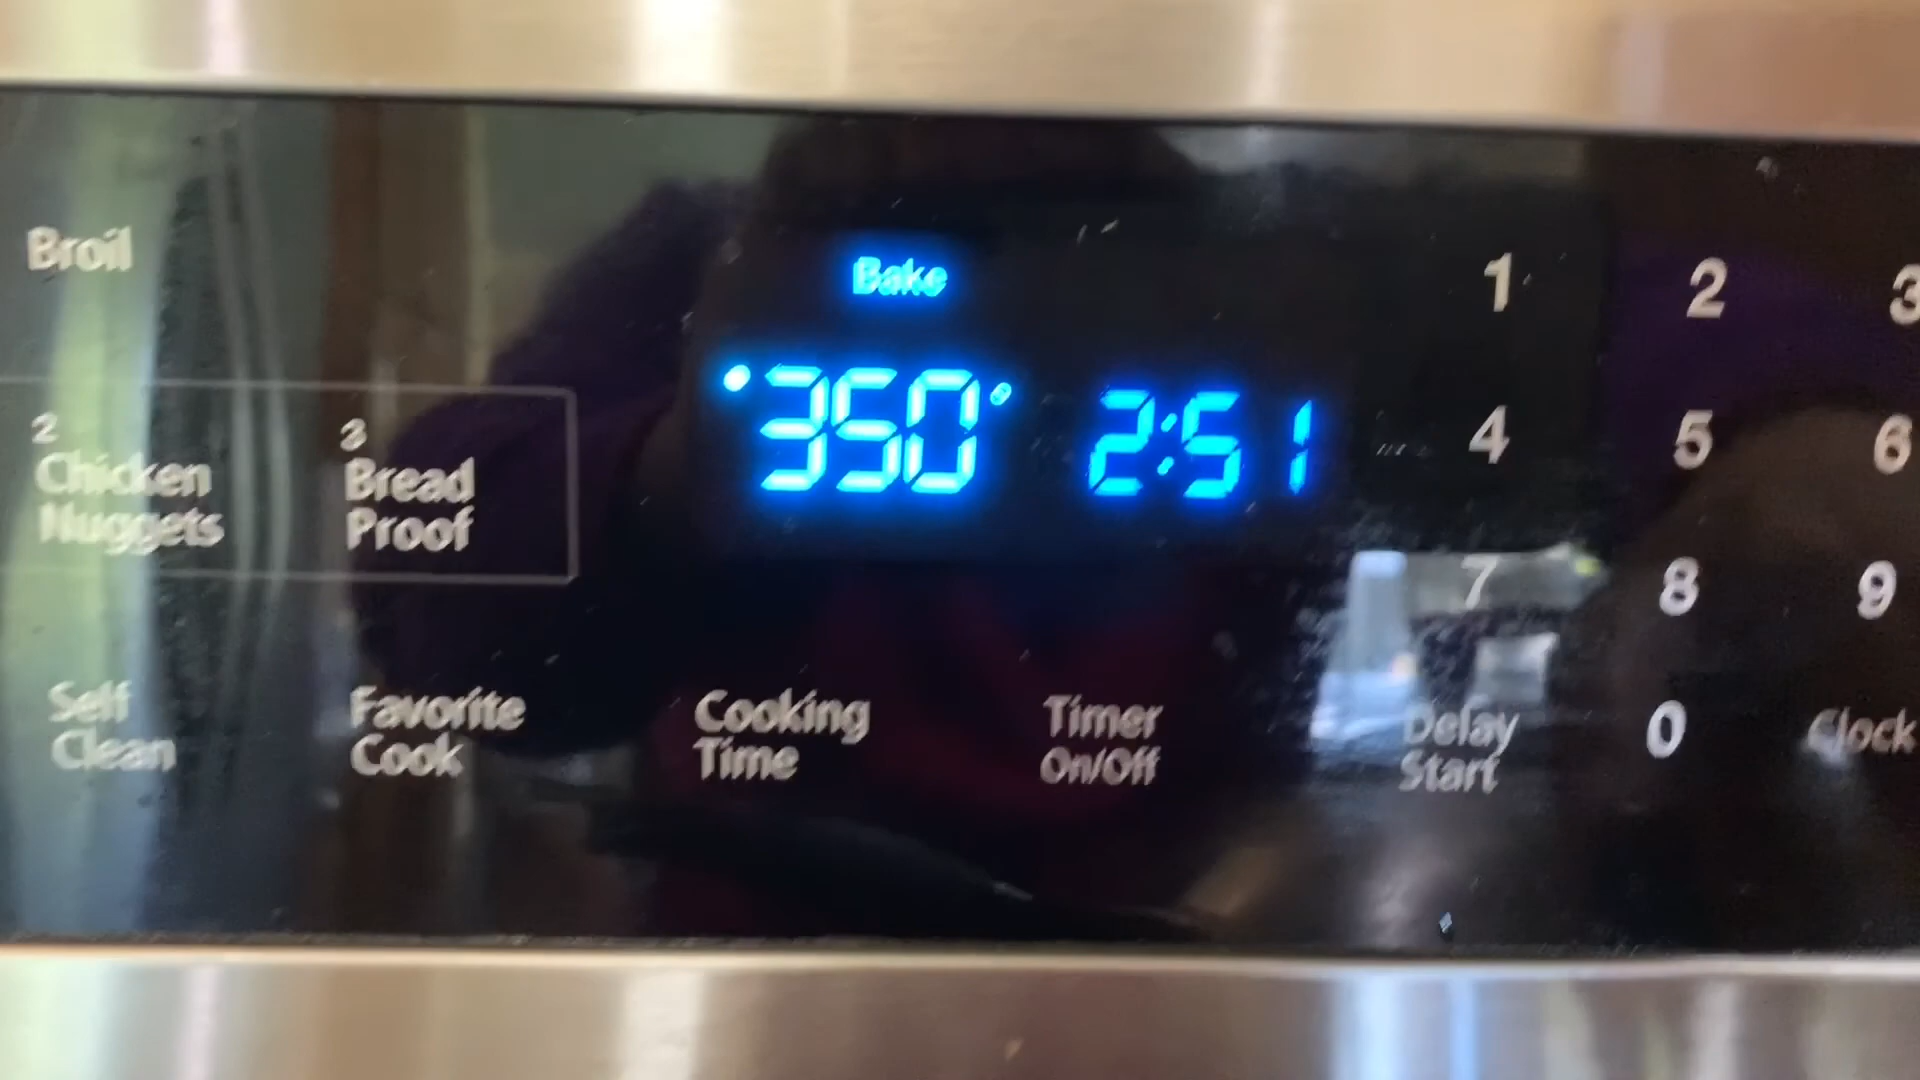 Broil
Bake
1
2
3
350°
2:51
4
5
6
2
Chicken
Nuggets
3
Bread
Proof
7
8
9
Self
Clean
Favorite
Cook
Cooking
Time
Timer
On/Off
Delay
Start
0
Clock